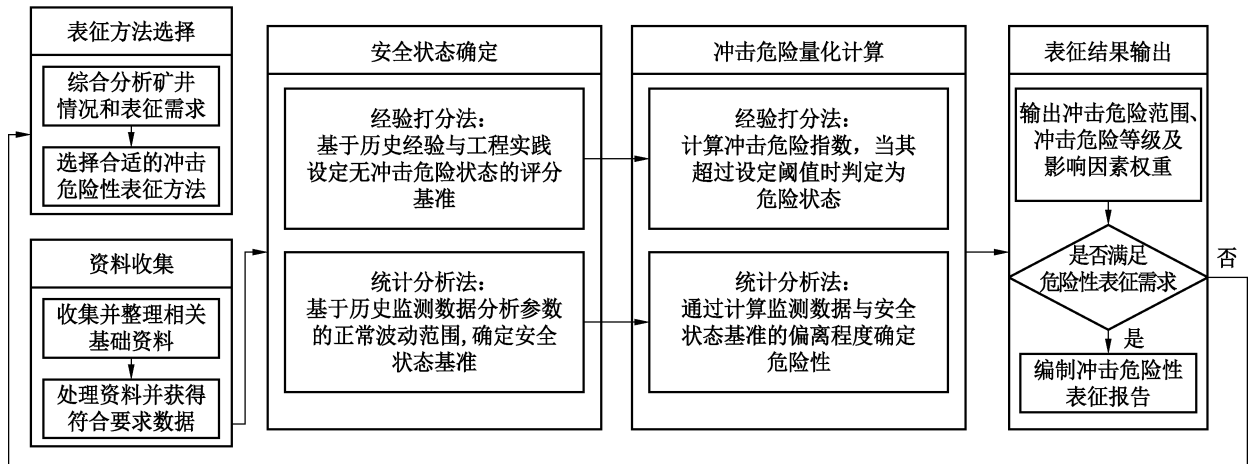 表征方法选择
综合分析矿井
情况和表征需求
选择合适的冲击
危险性表征方法
资料收集
收集并整理相关
基础资料
处理资料并获得
符合要求数据
安全状态确定
经验打分法：
基于历史经验与工程实践
设定无冲击危险状态的评分
基准
统计分析法：
基于历史监测数据分析参数
的正常波动范围,确定安全
状态基准
冲击危险量化计算
经验打分法：
计算冲击危险指数，当其
超过设定阈值时判定为
危险状态
统计分析法：
通过计算监测数据与安全
状态基准的偏离程度确定
危险性
表征结果输出
输出冲击危险范围、
冲击危险等级及
影响因素权重
是否满足
危险性表征需求
否
是
编制冲击危险性
表征报告